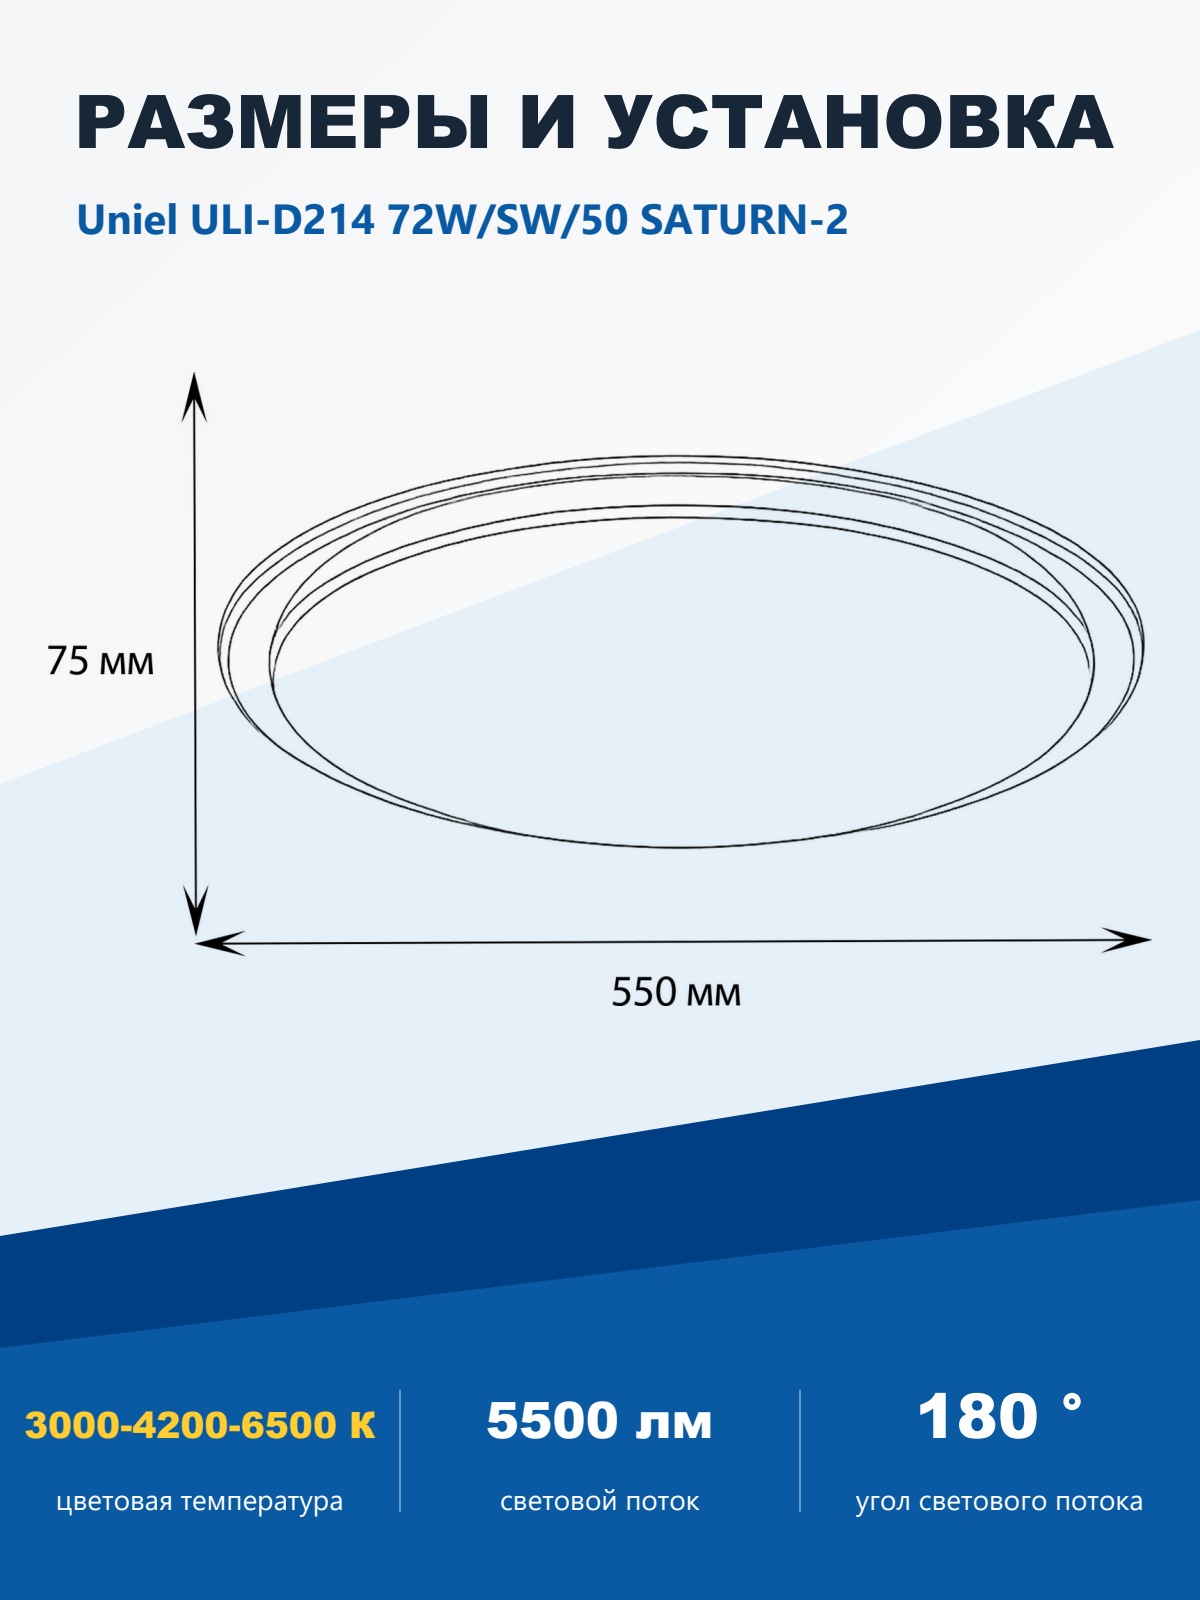 РАЗМЕРЫ И УСТАНОВКА
Uniel ULI-D214 72W/SW/50 SATURN-2
75 мм
550 мм
3000-4200-6500 К
цветовая температура
5500 лм
световой поток
180 °
угол светового потока